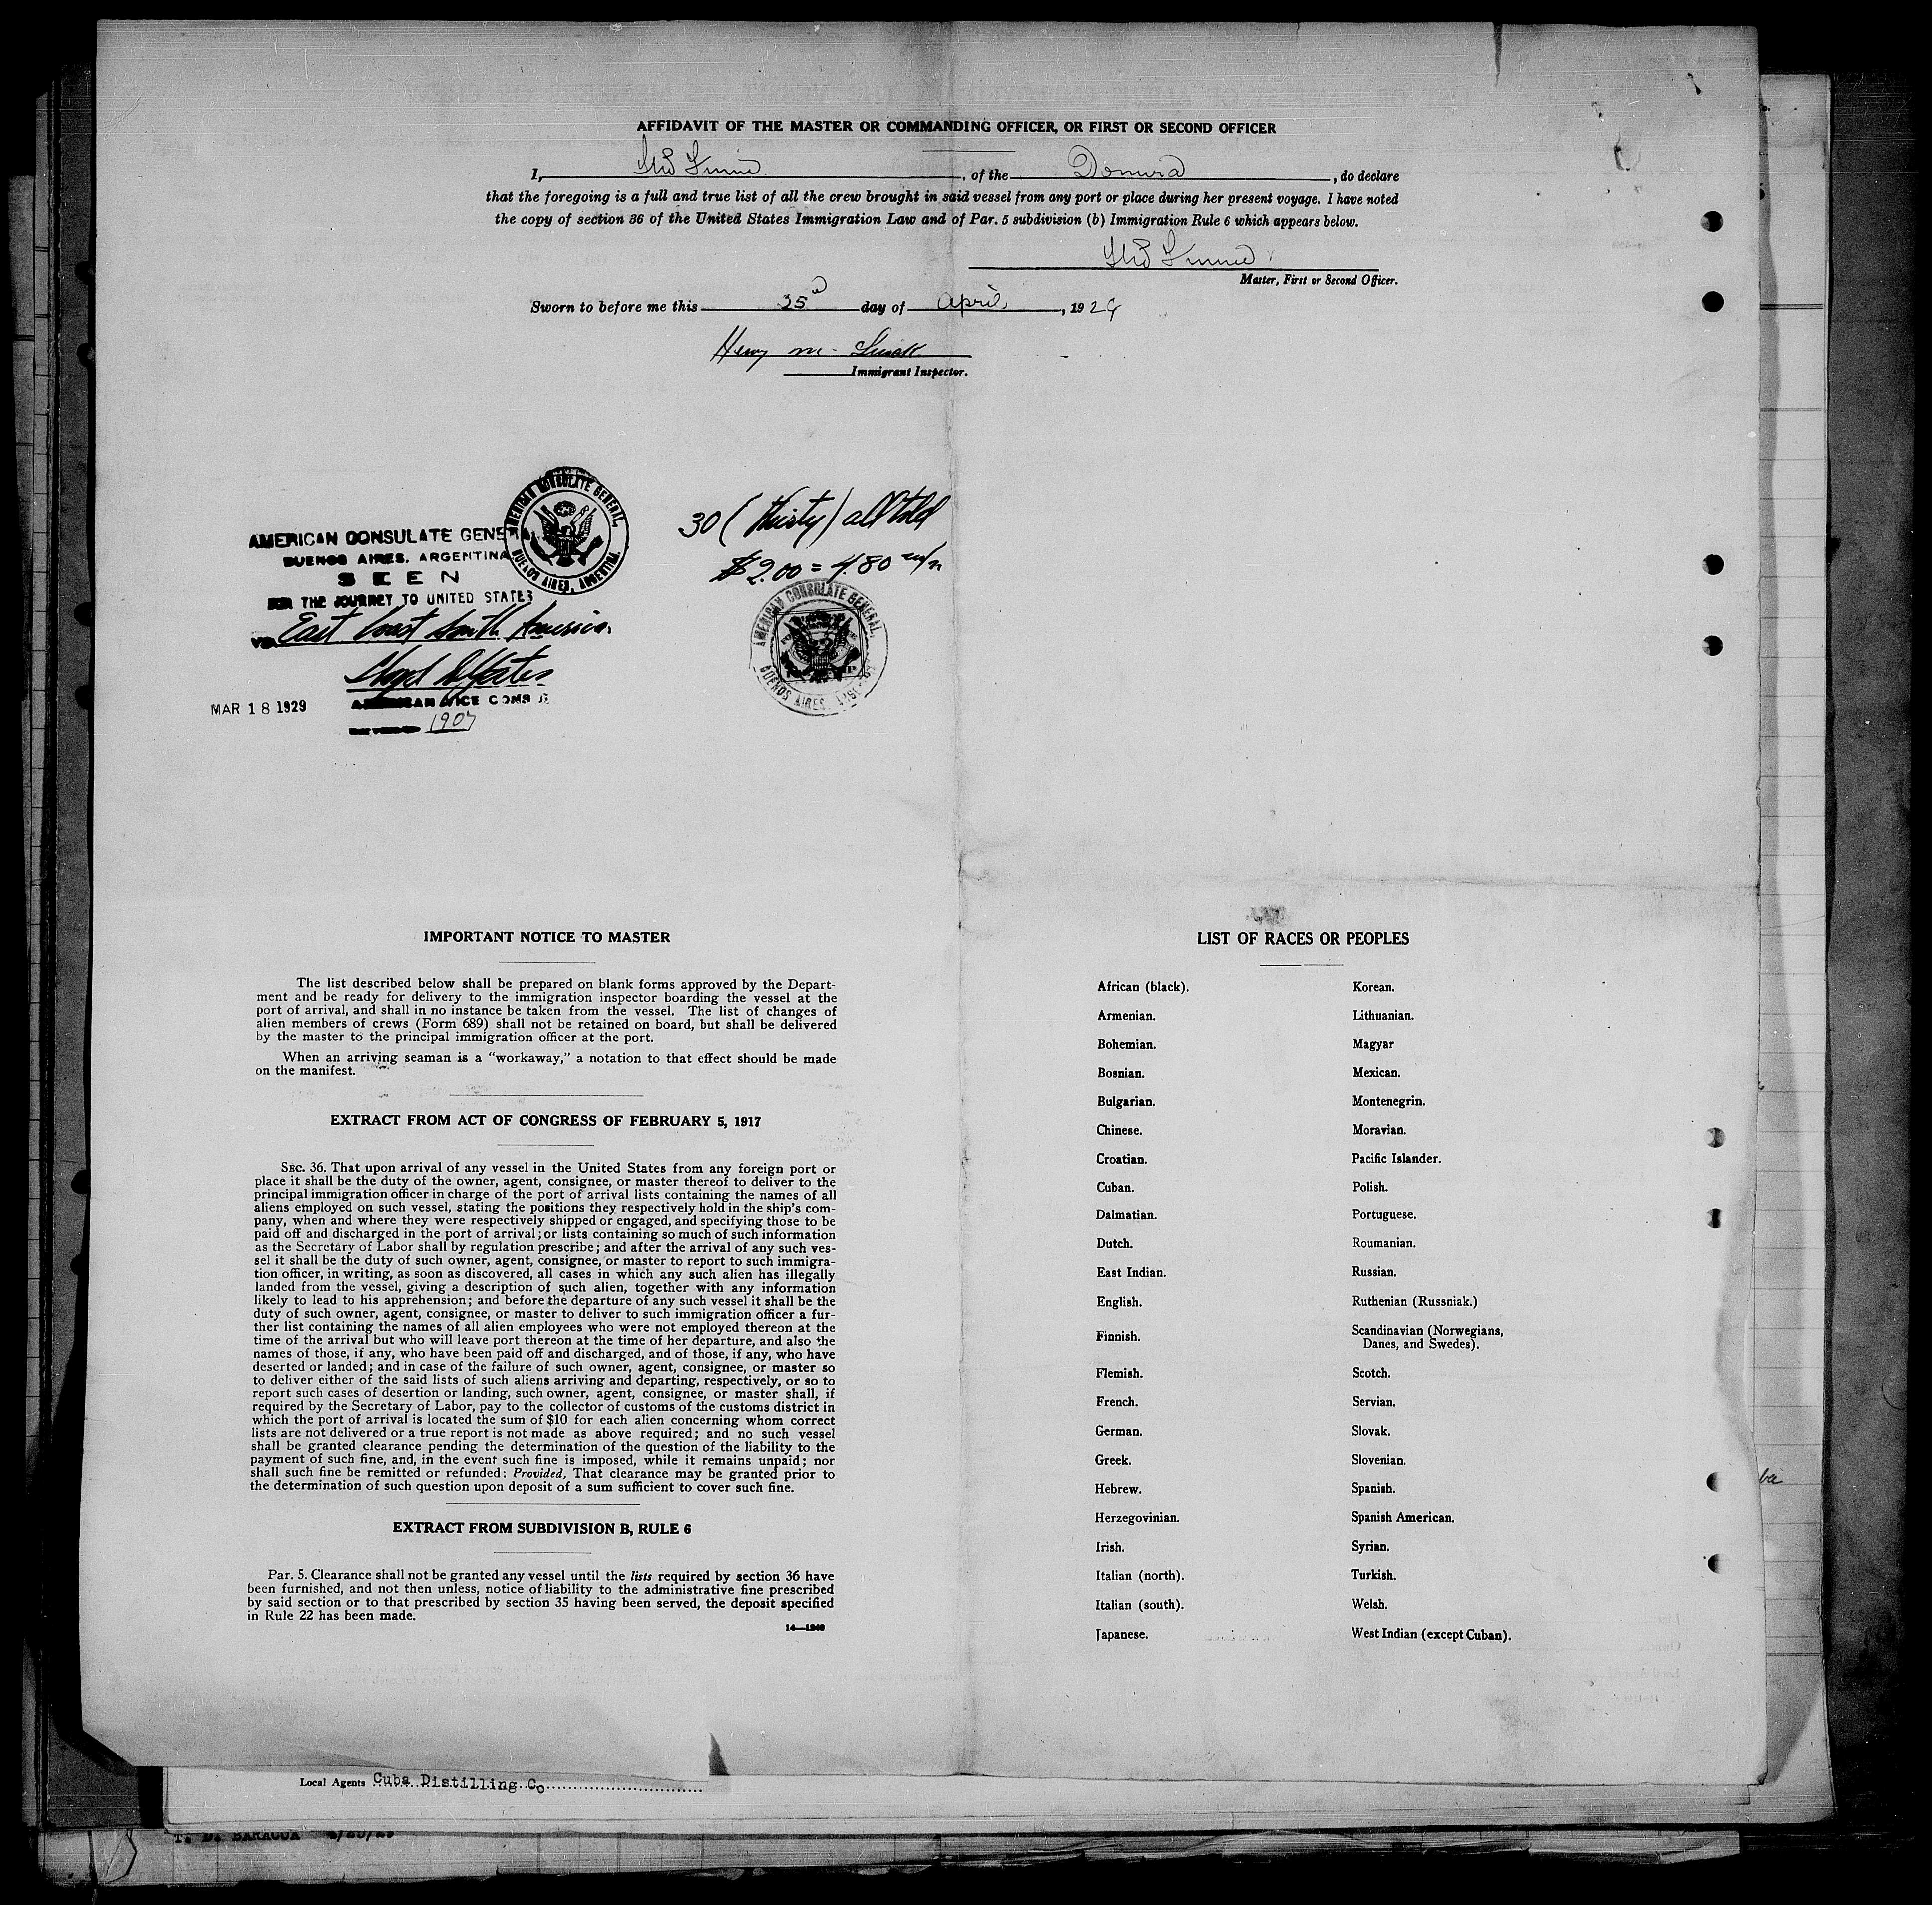 AFFIDAVIT OF THE MASTER OR COMMANDING OFFICER, OR FIRST OR SECOND OFFICER
I, , of the , do declare
that the foregoing is a full and true list of all the crew brought in said vessel from any port or place during her present voyage. I have noted
the copy of section 36 of the United States Immigration Law and of Par. 5 subdivision (b) Immigration Rule 6 which appears below.
Master, First or Second Officer.
Sworn to before me this 25 day of April, 1929
Henry M.
Immigrant Inspector.
AMERICAN CONSULATE GENERAL, BUENOS AIRES, ARGENTINA.
AMERICAN CONSULATE GENERAL
BUENOS AIRES, ARGENTINA
SEEN
FOR THE JOURNEY TO UNITED STATES
VIA East Coast South America.
AMERICAN VICE CONSUL
MAR 18 1929
1907
30 (thirty) all told
$2.00 = 4.80 m/n
AMERICAN CONSULATE GENERAL, BUENOS AIRES, ARGENTINA
IMPORTANT NOTICE TO MASTER
The list described below shall be prepared on blank forms approved by the Depart-
ment and be ready for delivery to the immigration inspector boarding the vessel at the
port of arrival, and shall in no instance be taken from the vessel. The list of changes of
alien members of crews (Form 689) shall not be retained on board, but shall be delivered
by the master to the principal immigration officer at the port.
When an arriving seaman is a "workaway," a notation to that effect should be made
on the manifest.
EXTRACT FROM ACT OF CONGRESS OF FEBRUARY 5, 1917
SEC. 36. That upon arrival of any vessel in the United States from any foreign port or
place it shall be the duty of the owner, agent, consignee, or master thereof to deliver to the
principal immigration officer in charge of the port of arrival lists containing the names of all
aliens employed on such vessel, stating the positions they respectively hold in the ship's com-
pany, when and where they were respectively shipped or engaged, and specifying those to be
paid off and discharged in the port of arrival; or lists containing so much of such information
as the Secretary of Labor shall by regulation prescribe; and after the arrival of any such ves-
sel it shall be the duty of such owner, agent, consignee, or master to report to such immigra-
tion officer, in writing, as soon as discovered, all cases in which any such alien has illegally
landed from the vessel, giving a description of such alien, together with any information
likely to lead to his apprehension; and before the departure of any such vessel it shall be the
duty of such owner, agent, consignee, or master to deliver to such immigration officer a fur-
ther list containing the names of all alien employees who were not employed thereon at the
time of the arrival but who will leave port thereon at the time of her departure, and also the
names of those, if any, who have been paid off and discharged, and of those, if any, who have
deserted or landed; and in case of the failure of such owner, agent, consignee, or master so
to deliver either of the said lists of such aliens arriving and departing, respectively, or so to
report such cases of desertion or landing, such owner, agent, consignee, or master shall, if
required by the Secretary of Labor, pay to the collector of customs of the customs district in
which the port of arrival is located the sum of $10 for each alien concerning whom correct
lists are not delivered or a true report is not made as above required; and no such vessel
shall be granted clearance pending the determination of the question of the liability to the
payment of such fine, and, in the event such fine is imposed, while it remains unpaid; nor
shall such fine be remitted or refunded: Provided, That clearance may be granted prior to
the determination of such question upon deposit of a sum sufficient to cover such fine.
EXTRACT FROM SUBDIVISION B, RULE 6
Par. 5. Clearance shall not be granted any vessel until the lists required by section 36 have
been furnished, and not then unless, notice of liability to the administrative fine prescribed
by said section or to that prescribed by section 35 having been served, the deposit specified
in Rule 22 has been made.
14—1240
LIST OF RACES OR PEOPLES
African (black).
Armenian.
Bohemian.
Bosnian.
Bulgarian.
Chinese.
Croatian.
Cuban.
Dalmatian.
Dutch.
East Indian.
English.
Finnish.
Flemish.
French.
German.
Greek.
Hebrew.
Herzegovinian.
Irish.
Italian (north).
Italian (south).
Japanese.
Korean.
Lithuanian.
Magyar
Mexican.
Montenegrin.
Moravian.
Pacific Islander.
Polish.
Portuguese.
Roumanian.
Russian.
Ruthenian (Russniak.)
Scandinavian (Norwegians,
Danes, and Swedes).
Scotch.
Servian.
Slovak.
Slovenian.
Spanish.
Spanish American.
Syrian.
Turkish.
Welsh.
West Indian (except Cuban).
Local Agents Cuba Distilling Co
BARACOA 4/25/29